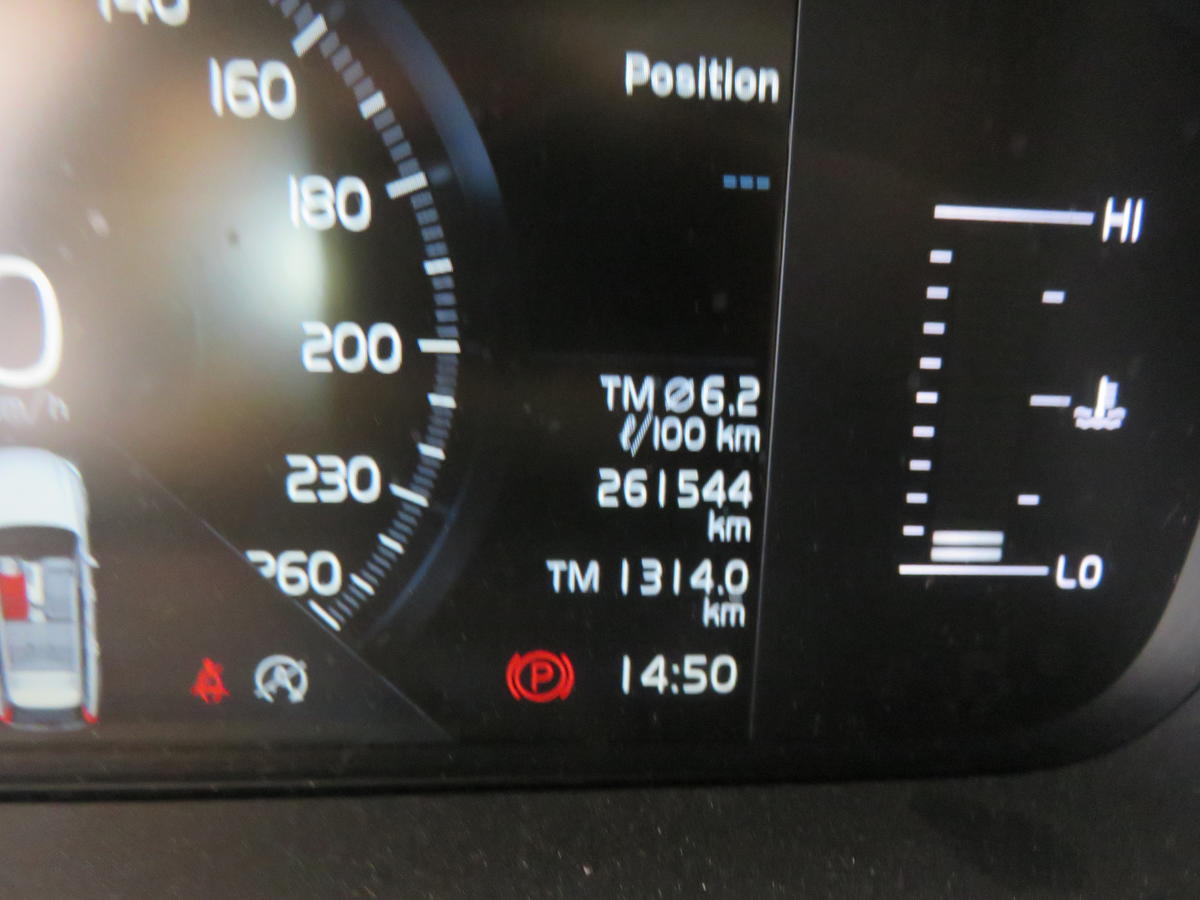 160
Position
180
HI
200
TM Ø 6.2
ℓ/100 km
230
261544
km
260
TM 1314.0
km
LO
P
14:50